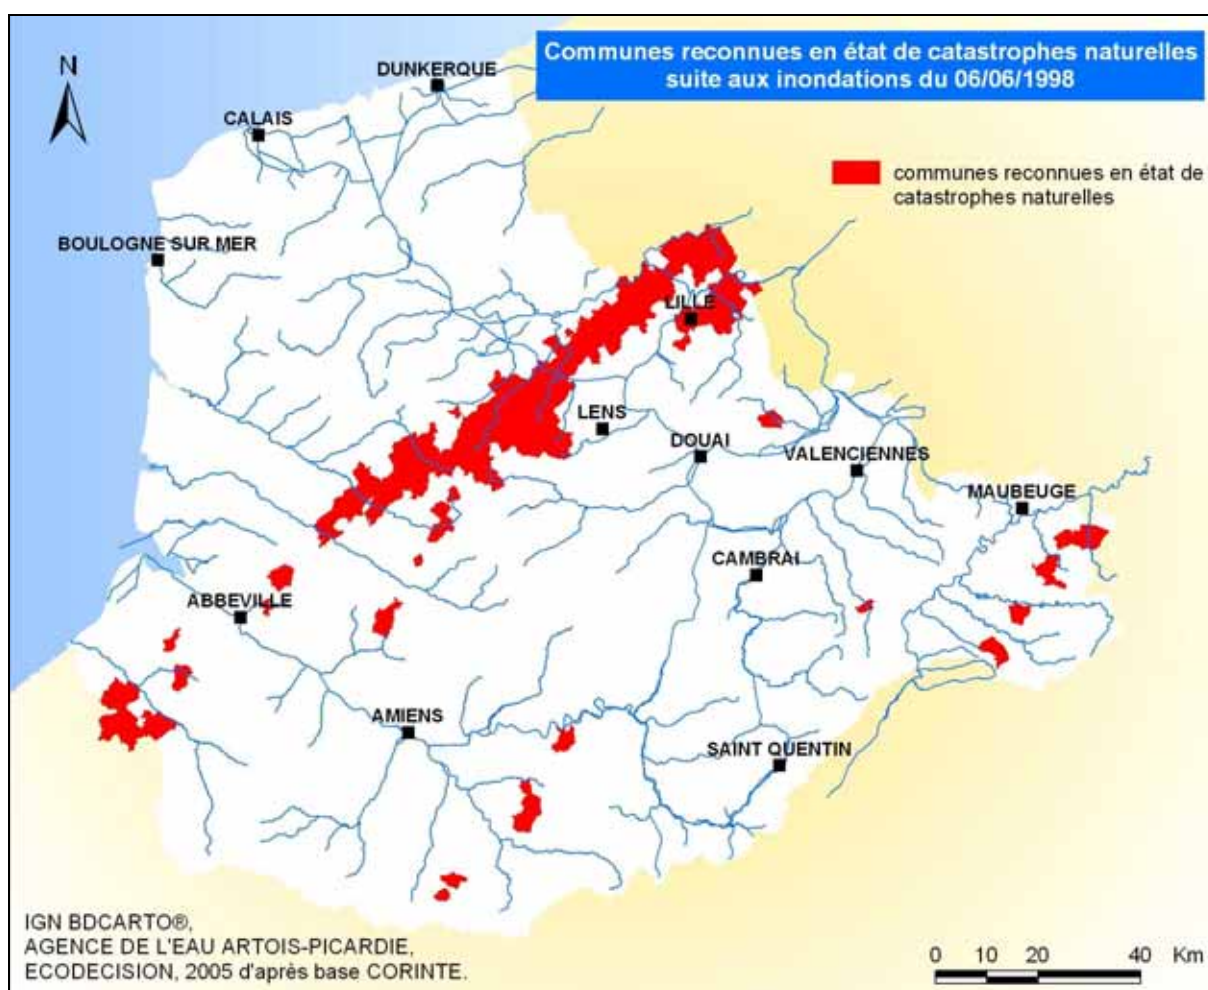 Communes reconnues en état de catastrophes naturelles
suite aux inondations du 06/06/1998
N
DUNKERQUE
CALAIS
communes reconnues en état de
catastrophes naturelles
BOULOGNE SUR MER
LILLE
LENS
DOUAI
VALENCIENNES
MAUBEUGE
CAMBRAI
ABBEVILLE
AMIENS
SAINT QUENTIN
IGN BDCARTO®,
AGENCE DE L'EAU ARTOIS-PICARDIE,
ECODECISION, 2005 d'après base CORINTE.
0 10 20 40 Km